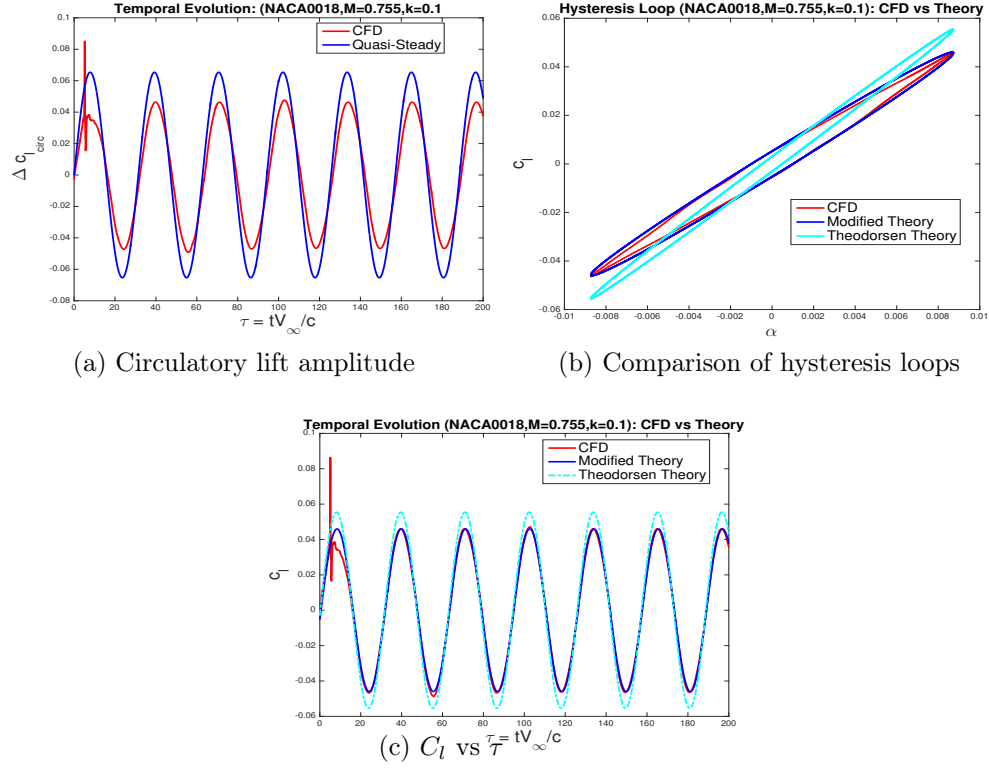 Temporal Evolution: (NACA0018,M=0.755,k=0.1
CFD
Quasi-Steady
0.1
0.08
0.06
0.04
0.02
0
-0.02
-0.04
-0.06
-0.08
Δ c_l_circ
0 20 40 60 80 100 120 140 160 180 200
τ = tV∞/c
(a) Circulatory lift amplitude
Hysteresis Loop (NACA0018,M=0.755,k=0.1): CFD vs Theory
0.06
0.04
0.02
0
-0.02
-0.04
-0.06
c_l
CFD
Modified Theory
Theodorsen Theory
-0.01 -0.008 -0.006 -0.004 -0.002 0 0.002 0.004 0.006 0.008 0.01
α
(b) Comparison of hysteresis loops
Temporal Evolution (NACA0018,M=0.755,k=0.1): CFD vs Theory
CFD
Modified Theory
Theodorsen Theory
0.1
0.08
0.06
0.04
0.02
0
-0.02
-0.04
-0.06
c_l
0 20 40 60 80 100 120 140 160 180 200
τ = tV∞/c
(c) C_l vs τ